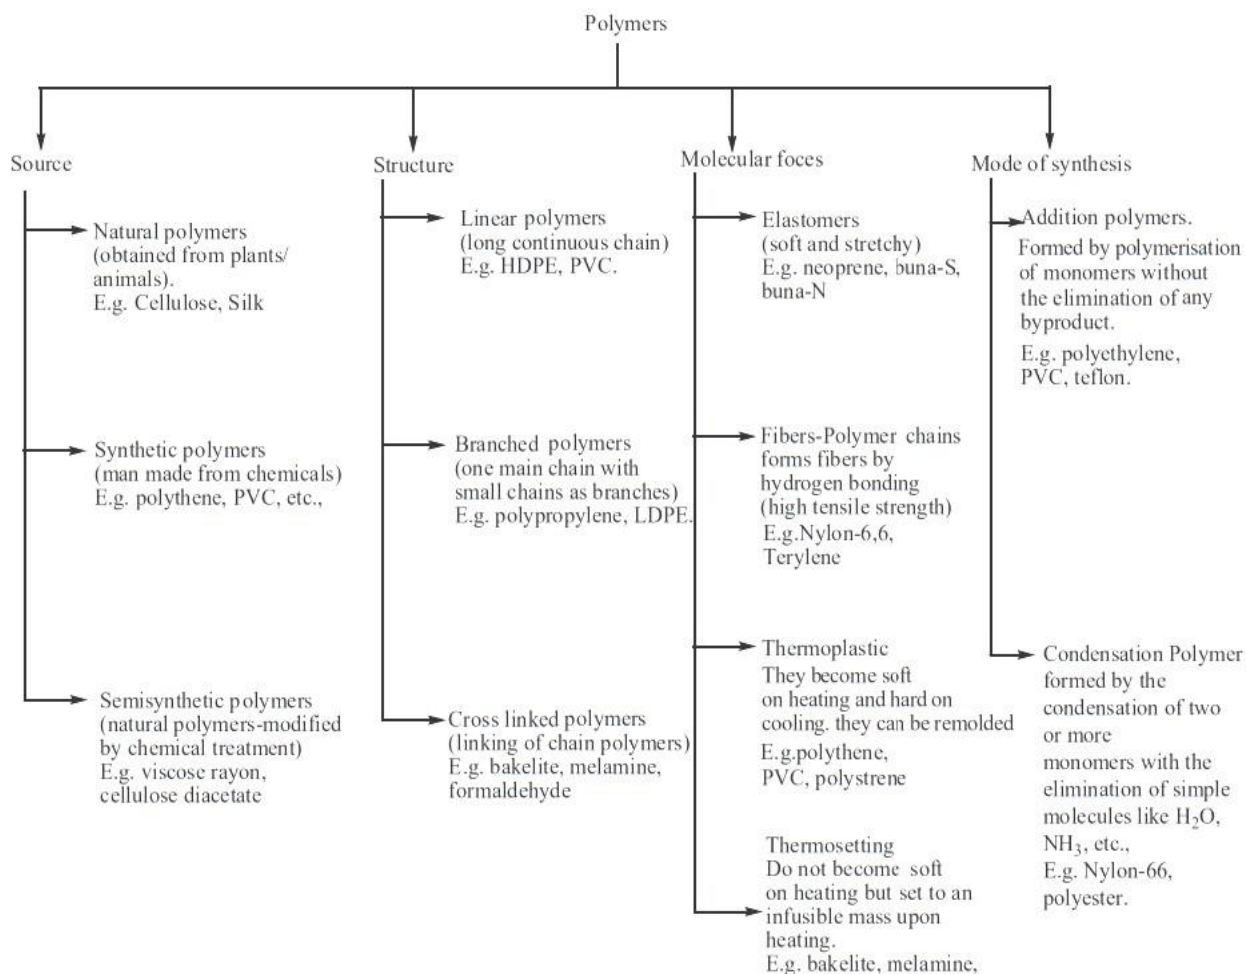 Polymers
Source
Natural polymers
(obtained from plants/
animals).
E.g. Cellulose, Silk
Synthetic polymers
(man made from chemicals)
E.g. polythene, PVC, etc.,
Semisynthetic polymers
(natural polymers-modified
by chemical treatment)
E.g. viscose rayon,
cellulose diacetate
Structure
Linear polymers
(long continuous chain)
E.g. HDPE, PVC.
Branched polymers
(one main chain with
small chains as branches)
E.g. polypropylene, LDPE.
Cross linked polymers
(linking of chain polymers)
E.g. bakelite, melamine,
formaldehyde
Molecular foces
Elastomers
(soft and stretchy)
E.g. neoprene, buna-S,
buna-N
Fibers-Polymer chains
forms fibers by
hydrogen bonding
(high tensile strength)
E.g.Nylon-6,6,
Terylene
Thermoplastic
They become soft
on heating and hard on
cooling. they can be remolded
E.g.polythene,
PVC, polystrene
Thermosetting
Do not become soft
on heating but set to an
infusible mass upon
heating.
E.g. bakelite, melamine,
Mode of synthesis
Addition polymers.
Formed by polymerisation
of monomers without
the elimination of any
byproduct.
E.g. polyethylene,
PVC, teflon.
Condensation Polymer
formed by the
condensation of two
or more
monomers with the
elimination of simple
molecules like H₂O,
NH₃, etc.,
E.g. Nylon-66,
polyester.